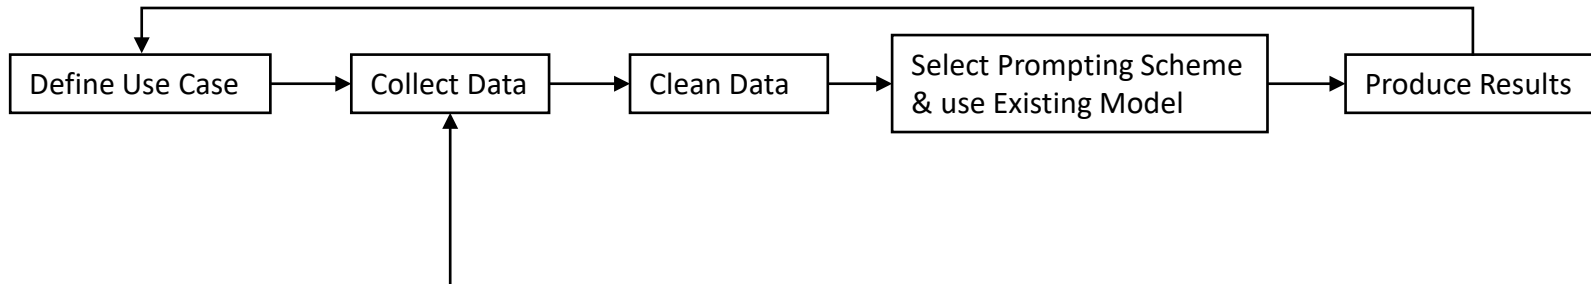 Define Use Case
Collect Data
Clean Data
Select Prompting Scheme
& use Existing Model
Produce Results